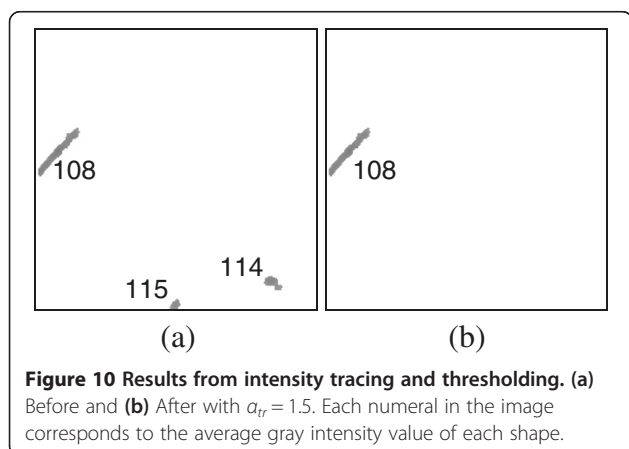 108
108
114
115
(a)
(b)
Figure 10 Results from intensity tracing and thresholding. (a)
Before and (b) After with a_tr = 1.5. Each numeral in the image
corresponds to the average gray intensity value of each shape.